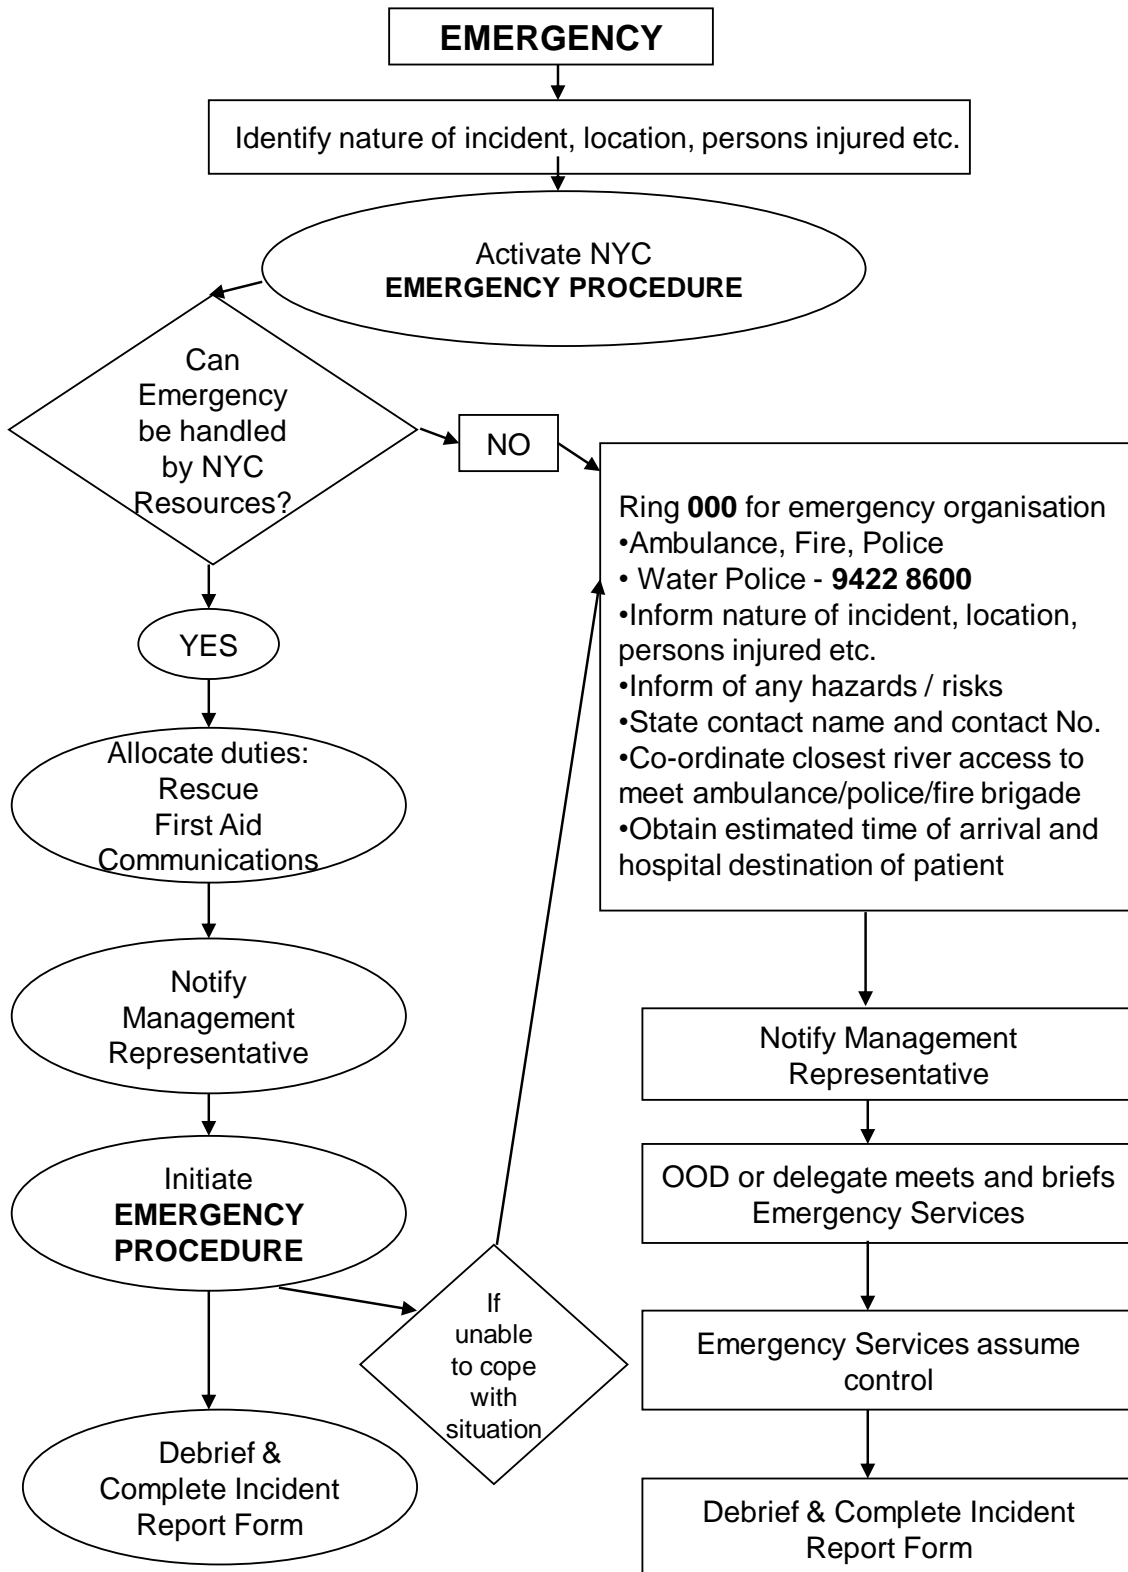 EMERGENCY
Identify nature of incident, location, persons injured etc.
Activate NYC
EMERGENCY PROCEDURE
Can
Emergency
be handled
by NYC
Resources?
NO
YES
Allocate duties:
Rescue
First Aid
Communications
Notify
Management
Representative
Initiate
EMERGENCY
PROCEDURE
If
unable
to cope
with
situation
Debrief &
Complete Incident
Report Form
Ring 000 for emergency organisation
•Ambulance, Fire, Police
• Water Police - 9422 8600
•Inform nature of incident, location,
persons injured etc.
•Inform of any hazards / risks
•State contact name and contact No.
•Co-ordinate closest river access to
meet ambulance/police/fire brigade
•Obtain estimated time of arrival and
hospital destination of patient
Notify Management
Representative
OOD or delegate meets and briefs
Emergency Services
Emergency Services assume
control
Debrief & Complete Incident
Report Form